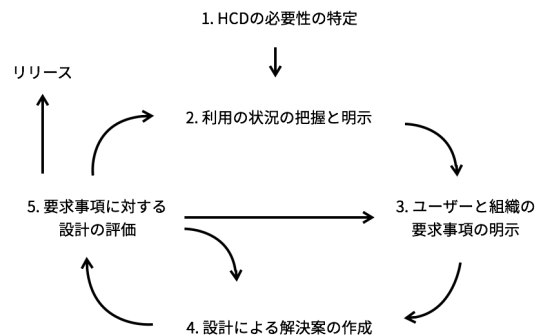 1. HCDの必要性の特定
リリース
2. 利用の状況の把握と明示
5. 要求事項に対する
設計の評価
3. ユーザーと組織の
要求事項の明示
4. 設計による解決案の作成